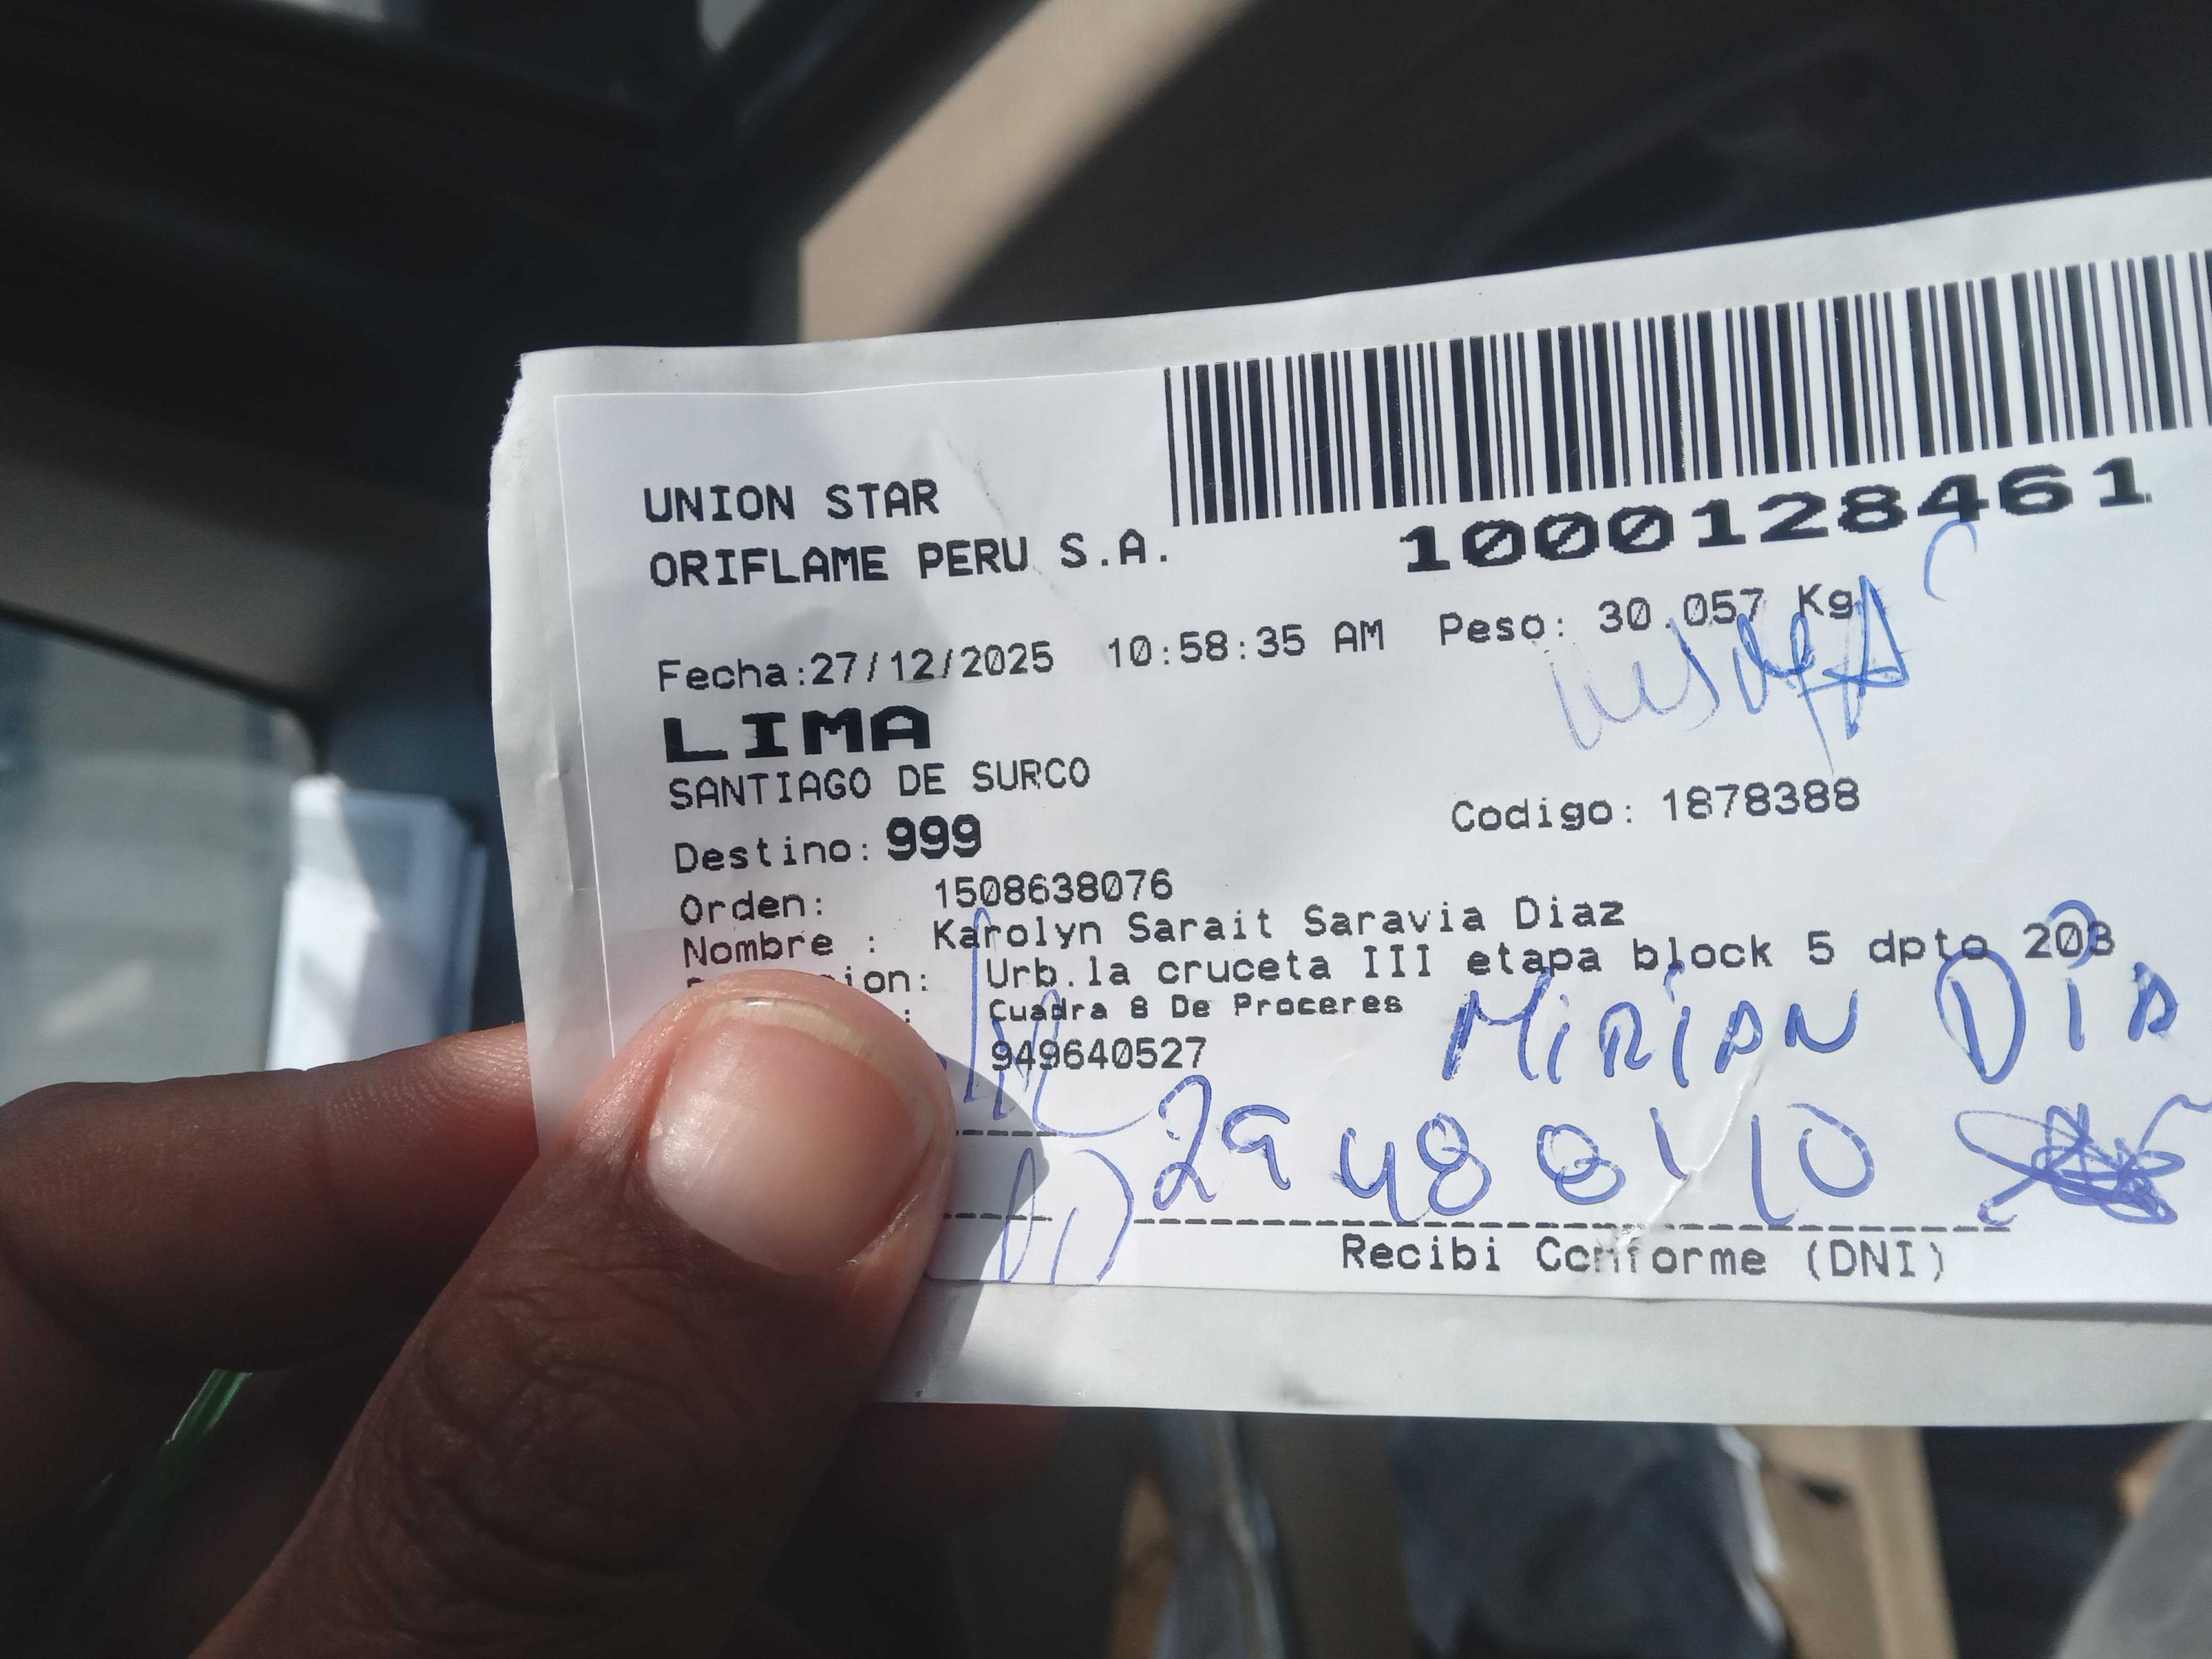 UNION STAR
ORIFLAME PERU S.A.
1000128461
Fecha:27/12/2025 10:58:35 AM Peso: 30.057 Kg
LIMA
SANTIAGO DE SURCO
Destino: 999 Codigo: 1878388
Orden: 1508638076
Nombre : Karolyn Sarait Saravia Diaz
ion: Urb.la cruceta III etapa block 5 dpto 203
: Cuadra 8 De Proceres
949640527
MiRiAN DiA
Recibi Conforme (DNI)